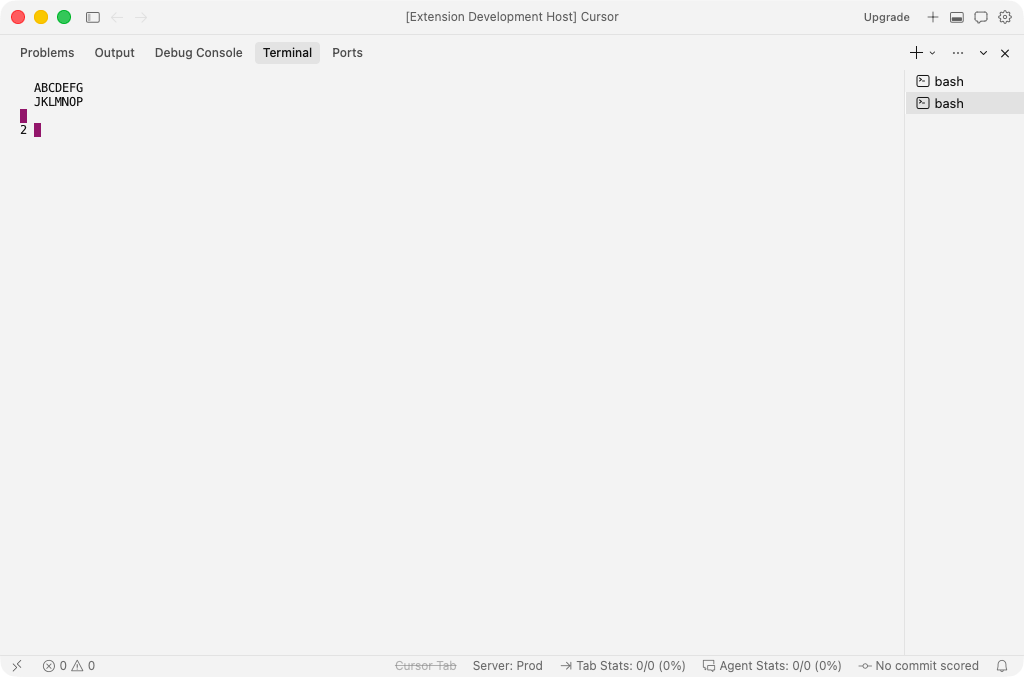 [Extension Development Host] Cursor
Upgrade
Problems Output Debug Console Terminal Ports
ABCDEFG
JKLMNOP
2
bash
bash
0 0 Cursor Tab Server: Prod Tab Stats: 0/0 (0%) Agent Stats: 0/0 (0%) No commit scored